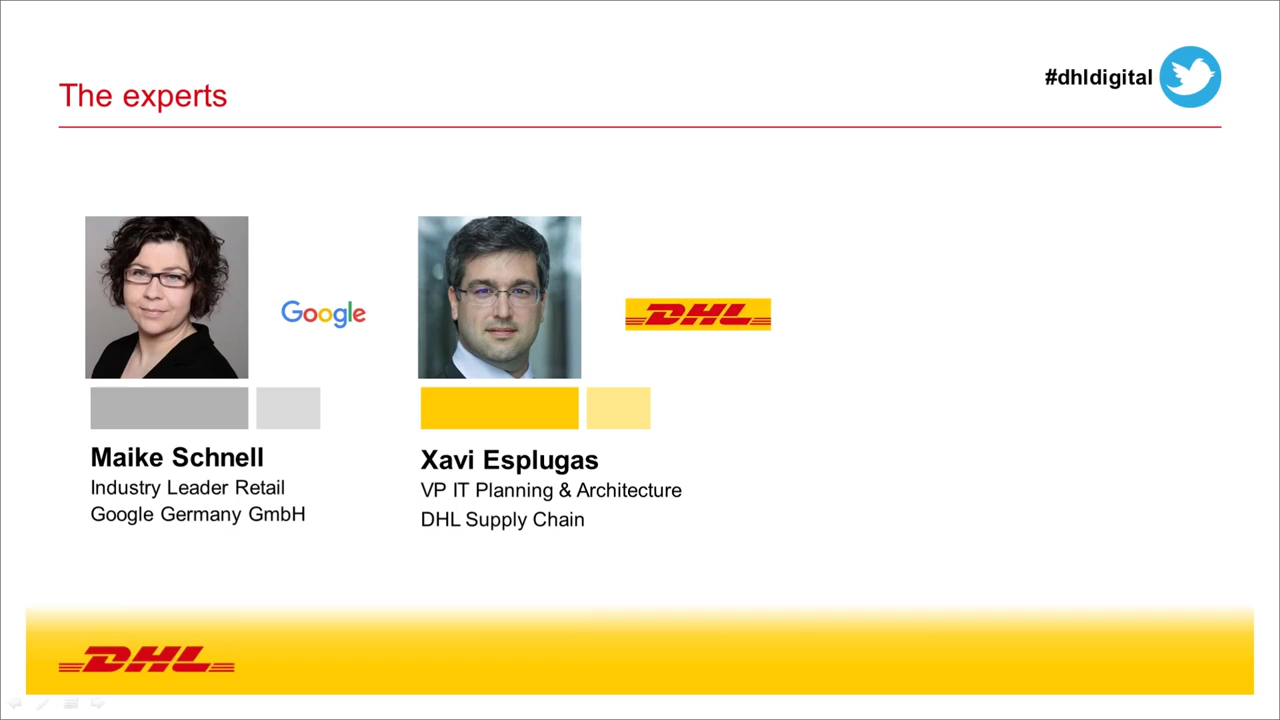 #dhldigital
The experts
Google
DHL
Maike Schnell
Industry Leader Retail
Google Germany GmbH
Xavi Esplugas
VP IT Planning & Architecture
DHL Supply Chain
DHL